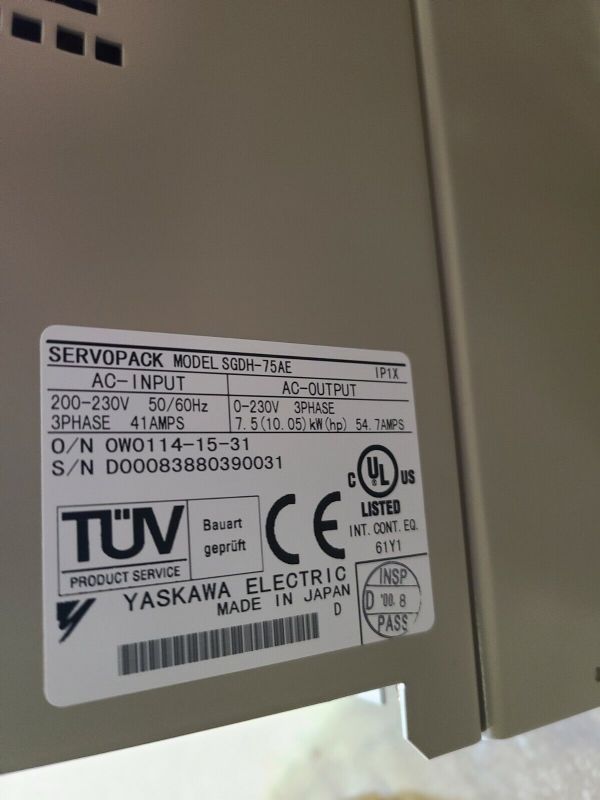 SERVOPACK MODEL SGDH-75AE IP1X
AC-INPUT AC-OUTPUT
200-230V 50/60Hz 0-230V 3PHASE
3PHASE 41AMPS 7.5(10.05)kW(hp) 54.7AMPS
O/N OW0114-15-31
S/N D00083880390031
C UL US
LISTED
INT. CONT. EQ.
61Y1
TÜV
PRODUCT SERVICE
Bauart
geprüft
CE
YASKAWA ELECTRIC
MADE IN JAPAN
D
INSP
D '00. 8
PASS